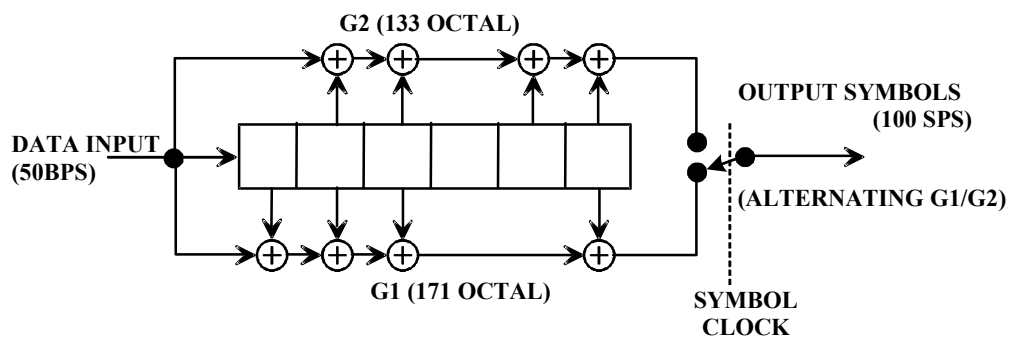 G2 (133 OCTAL)
OUTPUT SYMBOLS
(100 SPS)
DATA INPUT
(50BPS)
(ALTERNATING G1/G2)
G1 (171 OCTAL)
SYMBOL
CLOCK